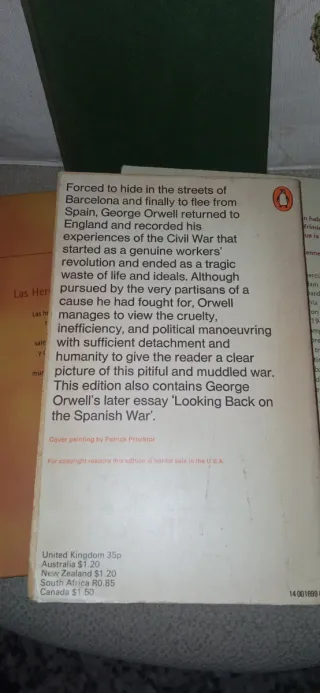 Forced to hide in the streets of
Barcelona and finally to flee from
Spain, George Orwell returned to
England and recorded his
experiences of the Civil War that
started as a genuine workers'
revolution and ended as a tragic
waste of life and ideals. Although
pursued by the very partisans of a
cause he had fought for, Orwell
manages to view the cruelty,
inefficiency, and political manoeuvring
with sufficient detachment and
humanity to give the reader a clear
picture of this pitiful and muddled war.
This edition also contains George
Orwell's later essay 'Looking Back on
the Spanish War'.
Cover painting by Patrick Procktor
For copyright reasons this edition is not for sale in the U.S.A.
United Kingdom 35p
Australia $1.20
New Zealand $1.20
South Africa R0.85
Canada $1.50
Las